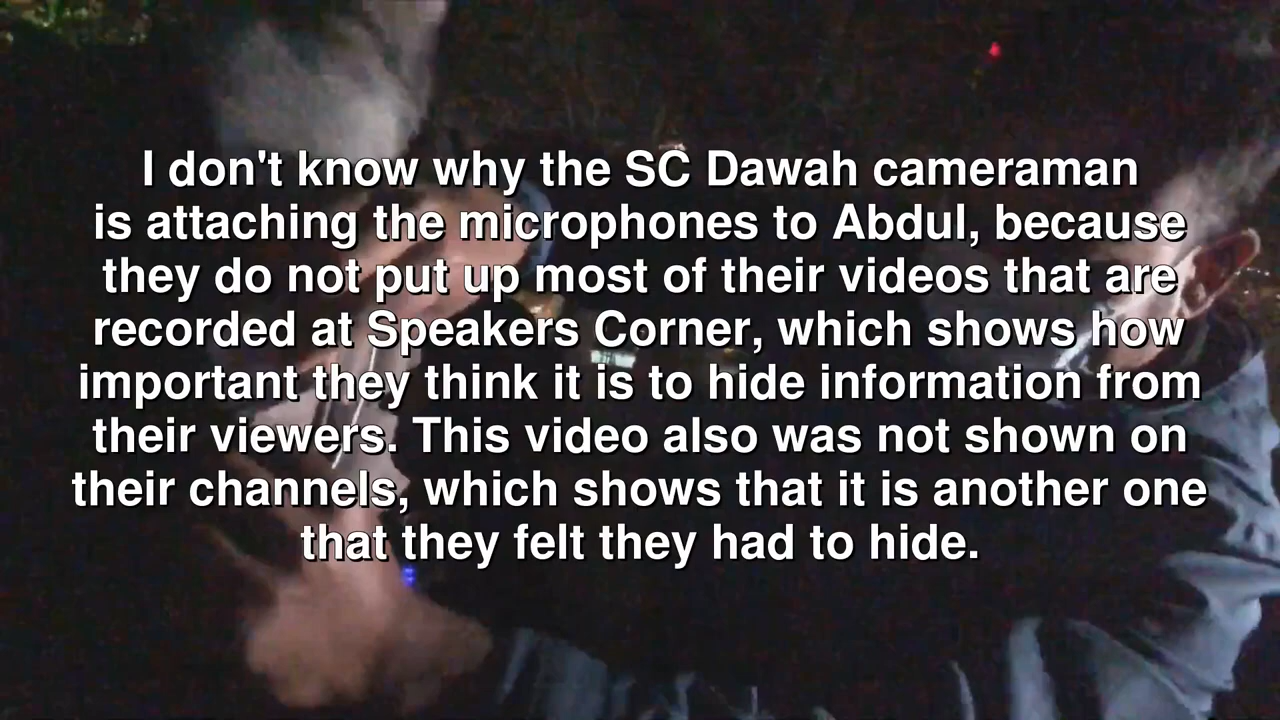 I don't know why the SC Dawah cameraman
is attaching the microphones to Abdul, because
they do not put up most of their videos that are
recorded at Speakers Corner, which shows how
important they think it is to hide information from
their viewers. This video also was not shown on
their channels, which shows that it is another one
that they felt they had to hide.